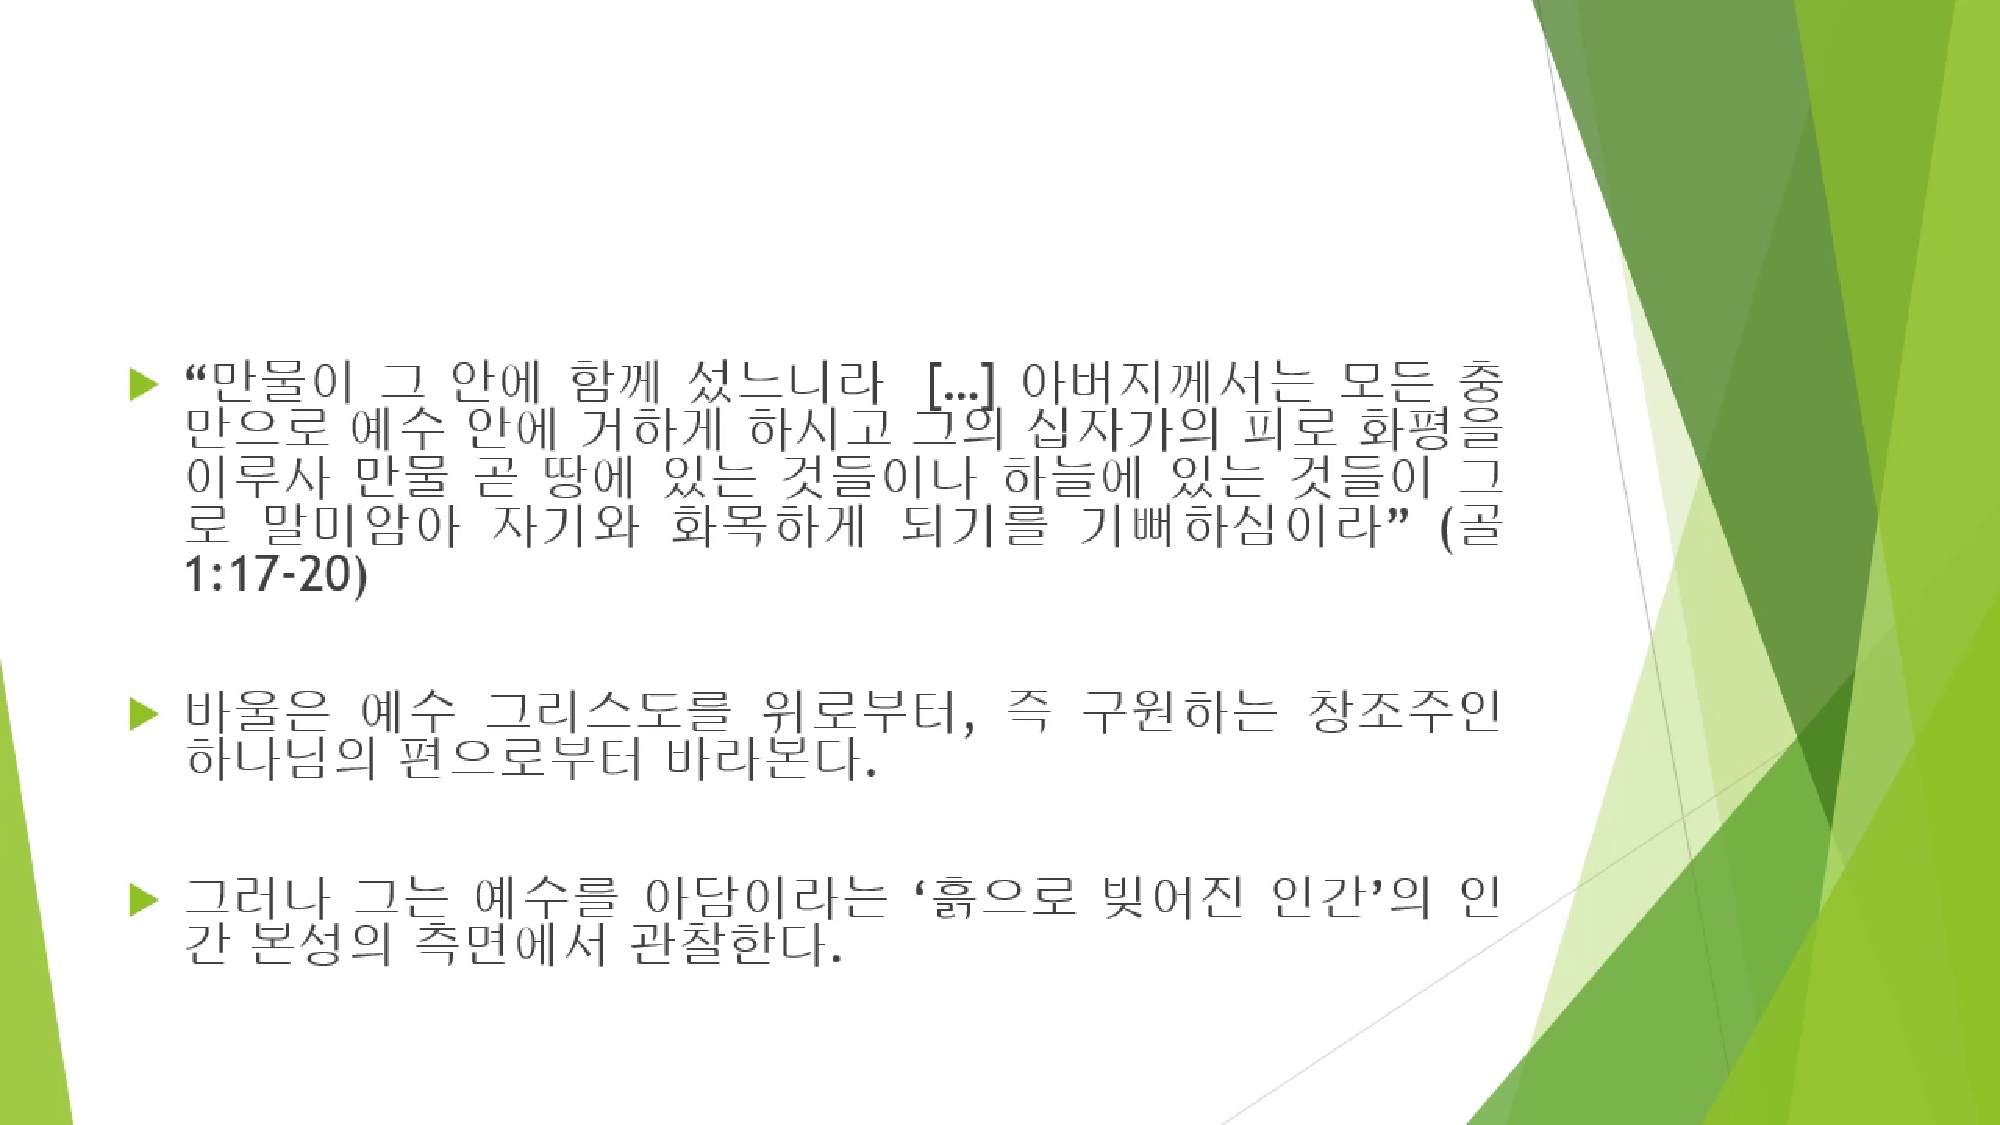 “만물이 그 안에 함께 섰느니라 […] 아버지께서는 모든 충
만으로 예수 안에 거하게 하시고 그의 십자가의 피로 화평을
이루사 만물 곧 땅에 있는 것들이나 하늘에 있는 것들이 그
로 말미암아 자기와 화목하게 되기를 기뻐하심이라” (골
1:17-20)
바울은 예수 그리스도를 위로부터, 즉 구원하는 창조주인
하나님의 편으로부터 바라본다.
그러나 그는 예수를 아담이라는 ‘흙으로 빚어진 인간’의 인
간 본성의 측면에서 관찰한다.